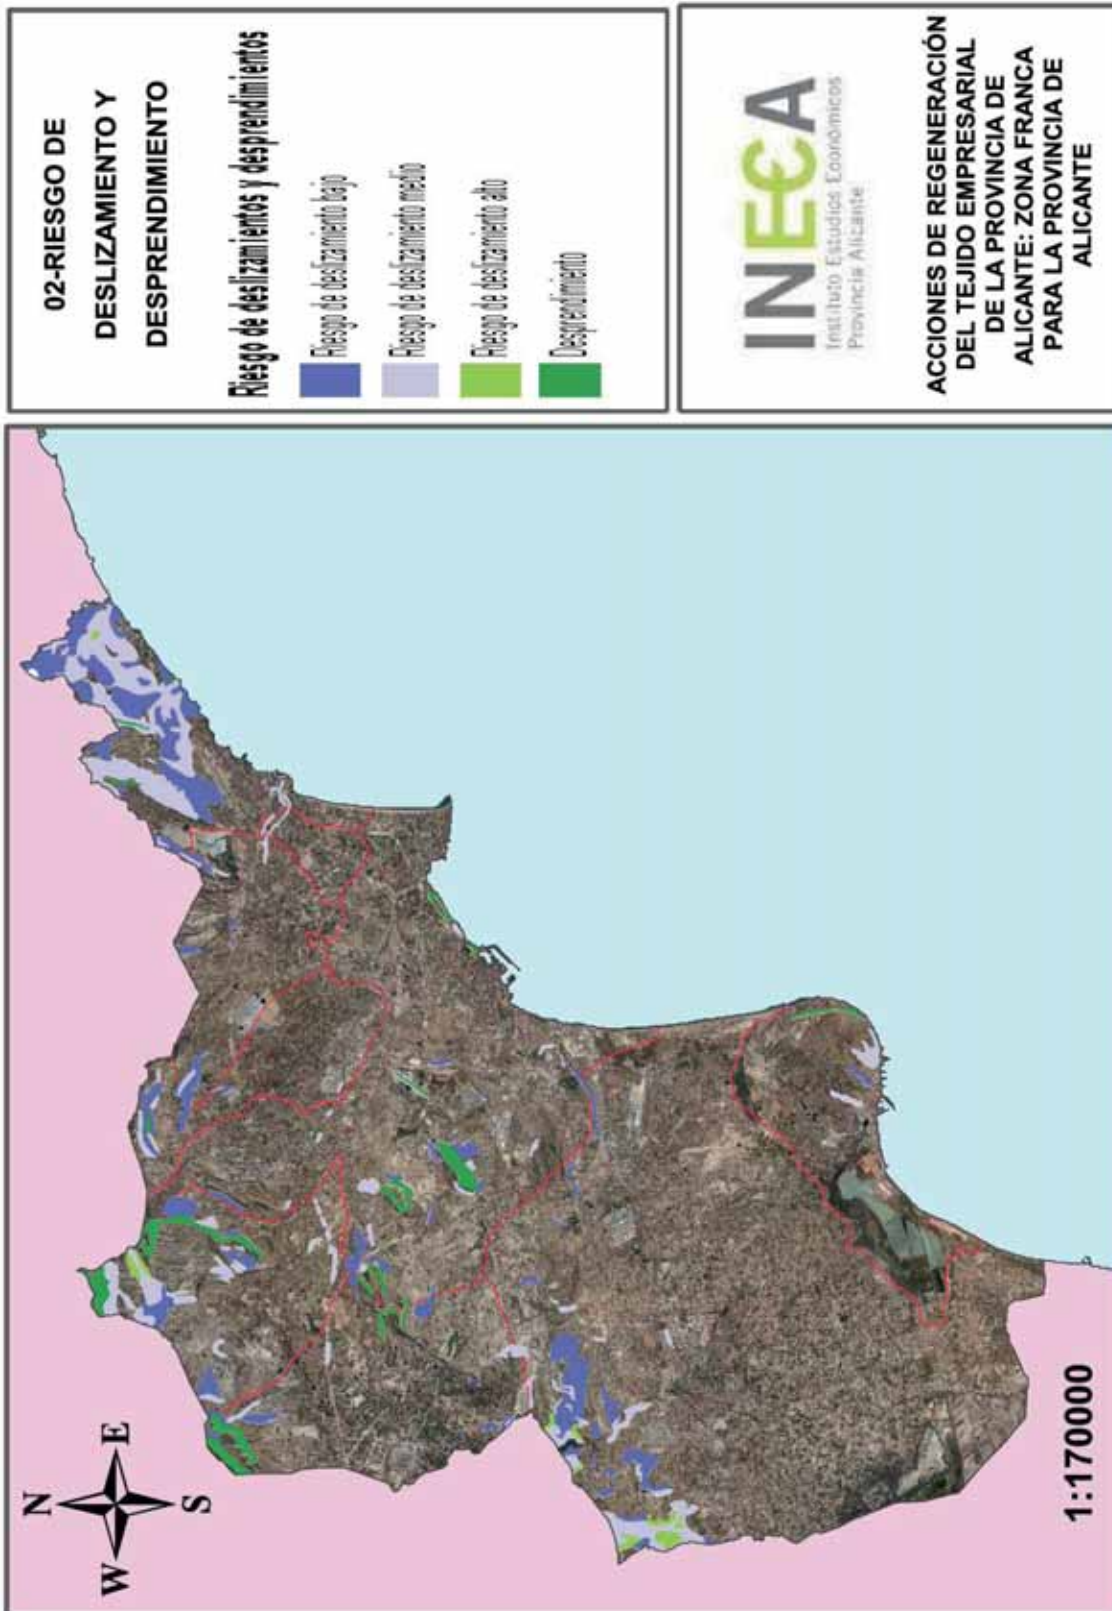 02-RIESGO DE
DESLIZAMIENTO Y
DESPRENDIMIENTO
Riesgo de deslizamientos y desprendimientos
Riesgo de deslizamiento bajo
Riesgo de deslizamiento medio
Riesgo de deslizamiento alto
Desprendimiento
INECA
Instituto Estudios Económicos
Provincia Alicante
ACCIONES DE REGENERACIÓN
DEL TEJIDO EMPRESARIAL
DE LA PROVINCIA DE
ALICANTE: ZONA FRANCA
PARA LA PROVINCIA DE
ALICANTE
N
W E
S
1:170000